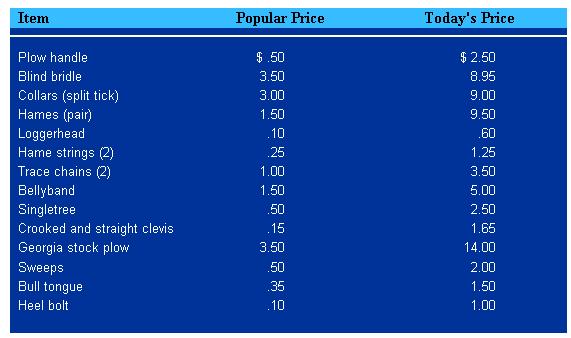 Item Popular Price Today's Price
Plow handle $ .50 $ 2.50
Blind bridle 3.50 8.95
Collars (split tick) 3.00 9.00
Hames (pair) 1.50 9.50
Loggerhead .10 .60
Hame strings (2) .25 1.25
Trace chains (2) 1.00 3.50
Bellyband 1.50 5.00
Singletree .50 2.50
Crooked and straight clevis .15 1.65
Georgia stock plow 3.50 14.00
Sweeps .50 2.00
Bull tongue .35 1.50
Heel bolt .10 1.00